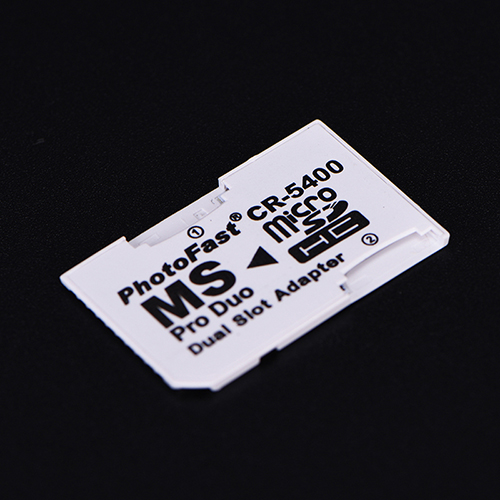 ①
PhotoFast® CR-5400
MS
Pro Duo
◀
micro
SD
HC
②
Dual Slot Adapter